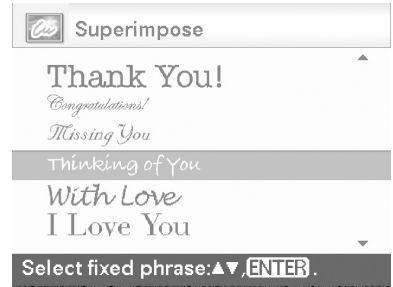 Superimpose
Thank You!
Congratulations!
Missing You
Thinking of You
With Love
I Love You
Select fixed phrase:▲▼,ENTER.